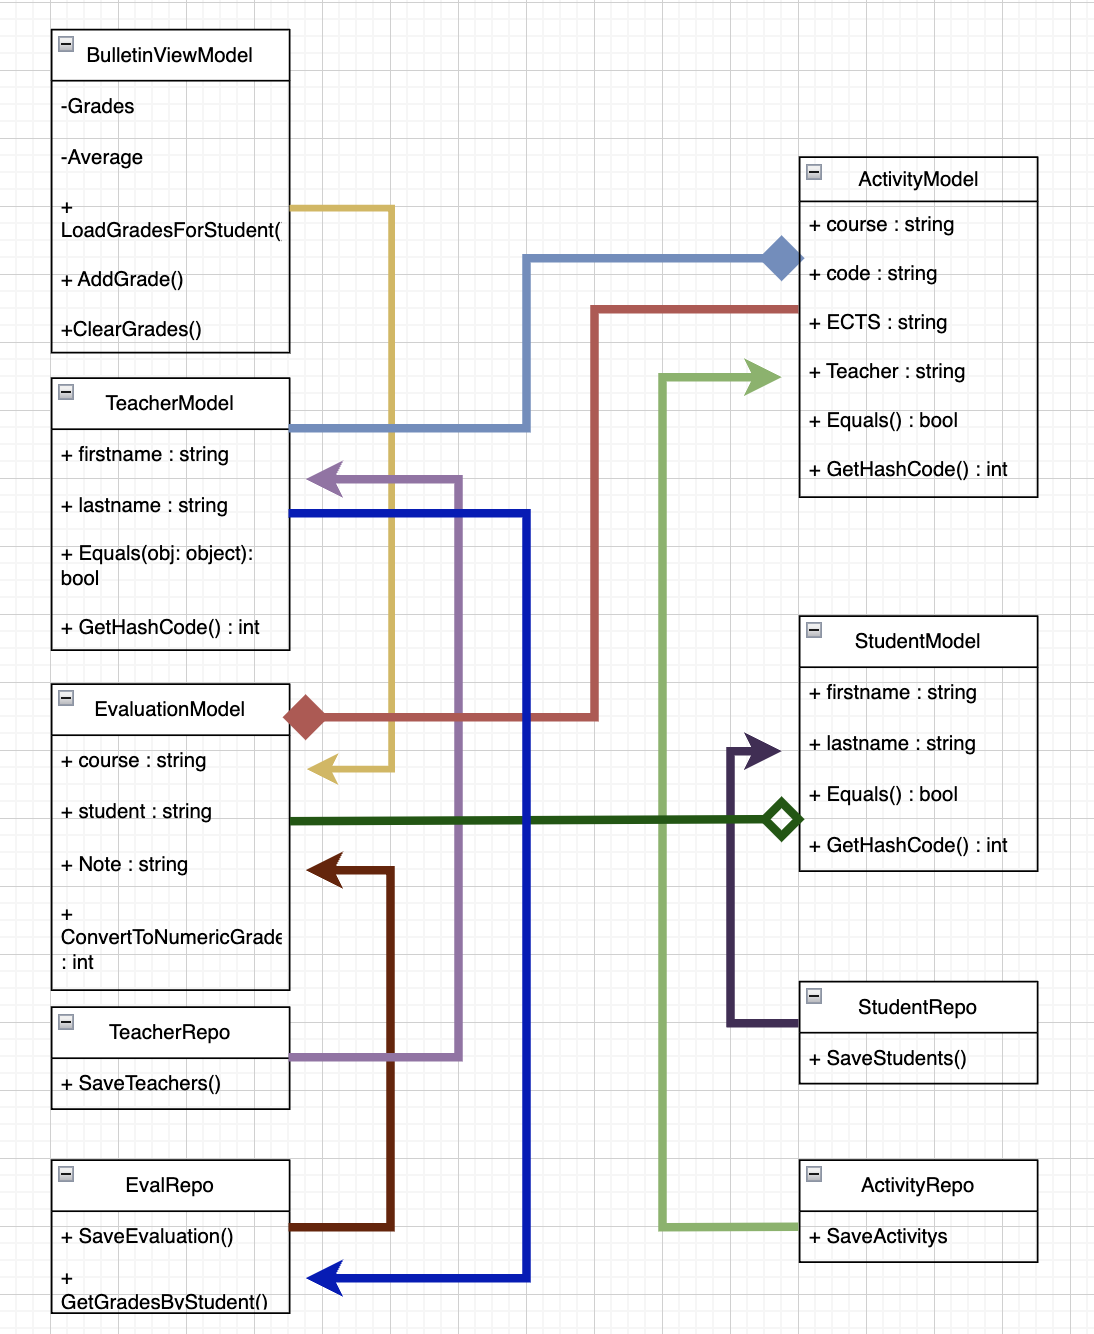 BulletinViewModel
-Grades
-Average
+
LoadGradesForStudent(
+ AddGrade()
+ClearGrades()
TeacherModel
+ firstname : string
+ lastname : string
+ Equals(obj: object):
bool
+ GetHashCode() : int
EvaluationModel
+ course : string
+ student : string
+ Note : string
+
ConvertToNumericGrade
: int
TeacherRepo
+ SaveTeachers()
EvalRepo
+ SaveEvaluation()
+
GetGradesByStudent()
ActivityModel
+ course : string
+ code : string
+ ECTS : string
+ Teacher : string
+ Equals() : bool
+ GetHashCode() : int
StudentModel
+ firstname : string
+ lastname : string
+ Equals() : bool
+ GetHashCode() : int
StudentRepo
+ SaveStudents()
ActivityRepo
+ SaveActivitys